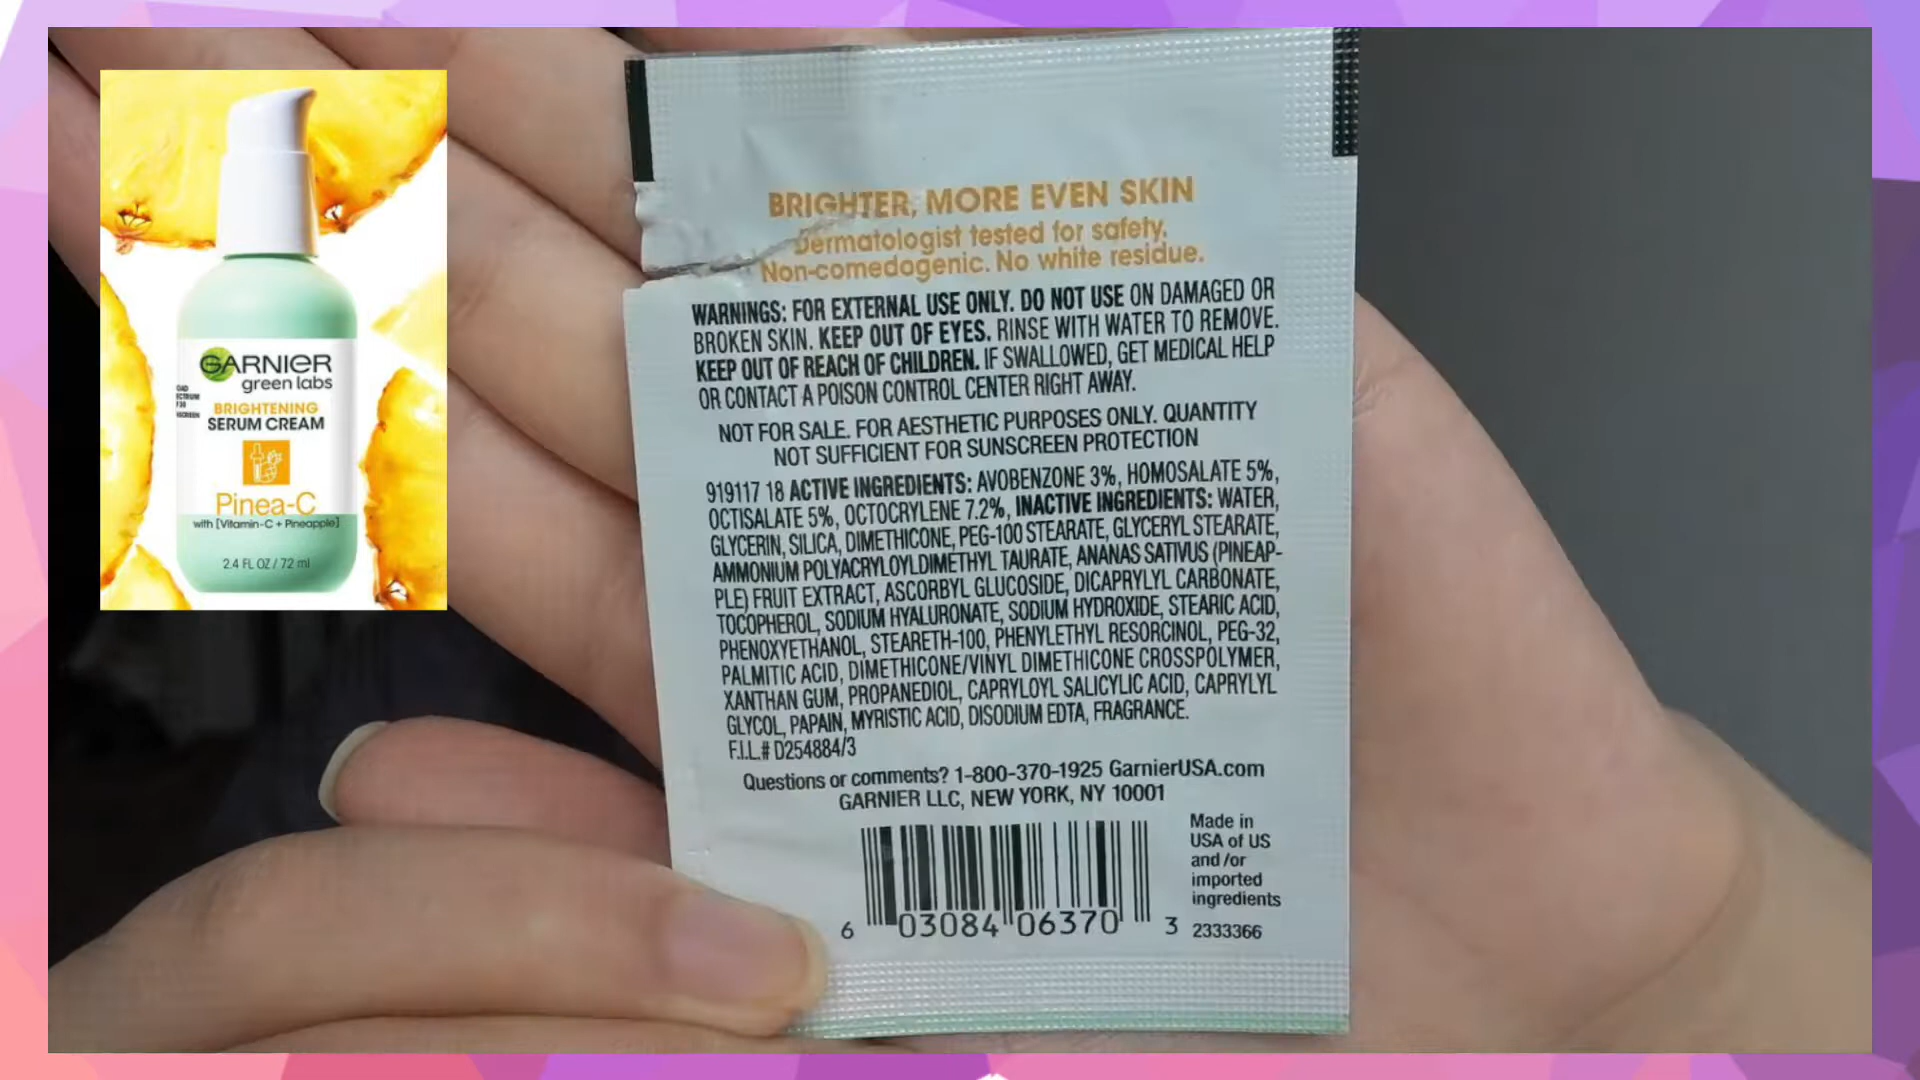 GARNIER
green labs
BRIGHTENING
SERUM CREAM
Pinea-C
with [Vitamin-C + Pineapple]
2.4 FL OZ / 72 ml
BRIGHTER, MORE EVEN SKIN
Dermatologist tested for safety.
Non-comedogenic. No white residue.
WARNINGS: FOR EXTERNAL USE ONLY. DO NOT USE ON DAMAGED OR
BROKEN SKIN. KEEP OUT OF EYES. RINSE WITH WATER TO REMOVE.
KEEP OUT OF REACH OF CHILDREN. IF SWALLOWED, GET MEDICAL HELP
OR CONTACT A POISON CONTROL CENTER RIGHT AWAY.
NOT FOR SALE. FOR AESTHETIC PURPOSES ONLY. QUANTITY
NOT SUFFICIENT FOR SUNSCREEN PROTECTION
919117 18 ACTIVE INGREDIENTS: AVOBENZONE 3%, HOMOSALATE 5%,
OCTISALATE 5%, OCTOCRYLENE 7.2%, INACTIVE INGREDIENTS: WATER,
GLYCERIN, SILICA, DIMETHICONE, PEG-100 STEARATE, GLYCERYL STEARATE,
AMMONIUM POLYACRYLOYLDIMETHYL TAURATE, ANANAS SATIVUS (PINEAP-
PLE) FRUIT EXTRACT, ASCORBYL GLUCOSIDE, DICAPRYLYL CARBONATE,
TOCOPHEROL, SODIUM HYALURONATE, SODIUM HYDROXIDE, STEARIC ACID,
PHENOXYETHANOL, STEARETH-100, PHENYLETHYL RESORCINOL, PEG-32,
PALMITIC ACID, DIMETHICONE/VINYL DIMETHICONE CROSSPOLYMER,
XANTHAN GUM, PROPANEDIOL, CAPRYLOYL SALICYLIC ACID, CAPRYLYL
GLYCOL, PAPAIN, MYRISTIC ACID, DISODIUM EDTA, FRAGRANCE.
F.I.L.# D254884/3
Questions or comments? 1-800-370-1925 GarnierUSA.com
GARNIER LLC, NEW YORK, NY 10001
Made in
USA of US
and /or
imported
ingredients
6 03084 06370 3
2333366